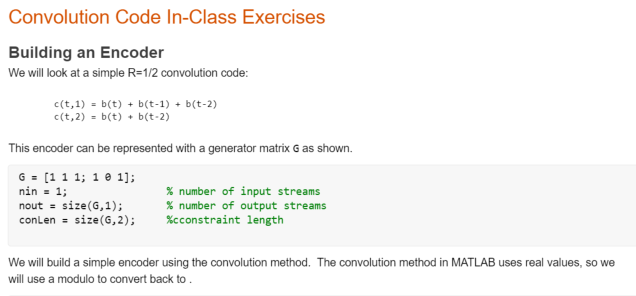 Convolution Code In-Class Exercises
Building an Encoder
We will look at a simple R=1/2 convolution code:
c(t,1) = b(t) + b(t-1) + b(t-2)
c(t,2) = b(t) + b(t-2)
This encoder can be represented with a generator matrix G as shown.
G = [1 1 1; 1 0 1];
nin = 1; % number of input streams
nout = size(G,1); % number of output streams
conLen = size(G,2); %cconstraint length
We will build a simple encoder using the convolution method. The convolution method in MATLAB uses real values, so we
will use a modulo to convert back to .